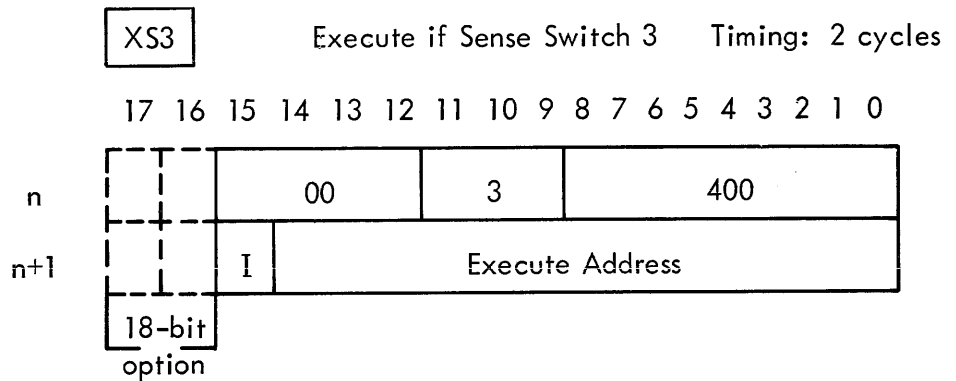 XS3 Execute if Sense Switch 3 Timing: 2 cycles
17 16 15 14 13 12 11 10 9 8 7 6 5 4 3 2 1 0
n 00 3 400
n+1 I Execute Address
18-bit
option